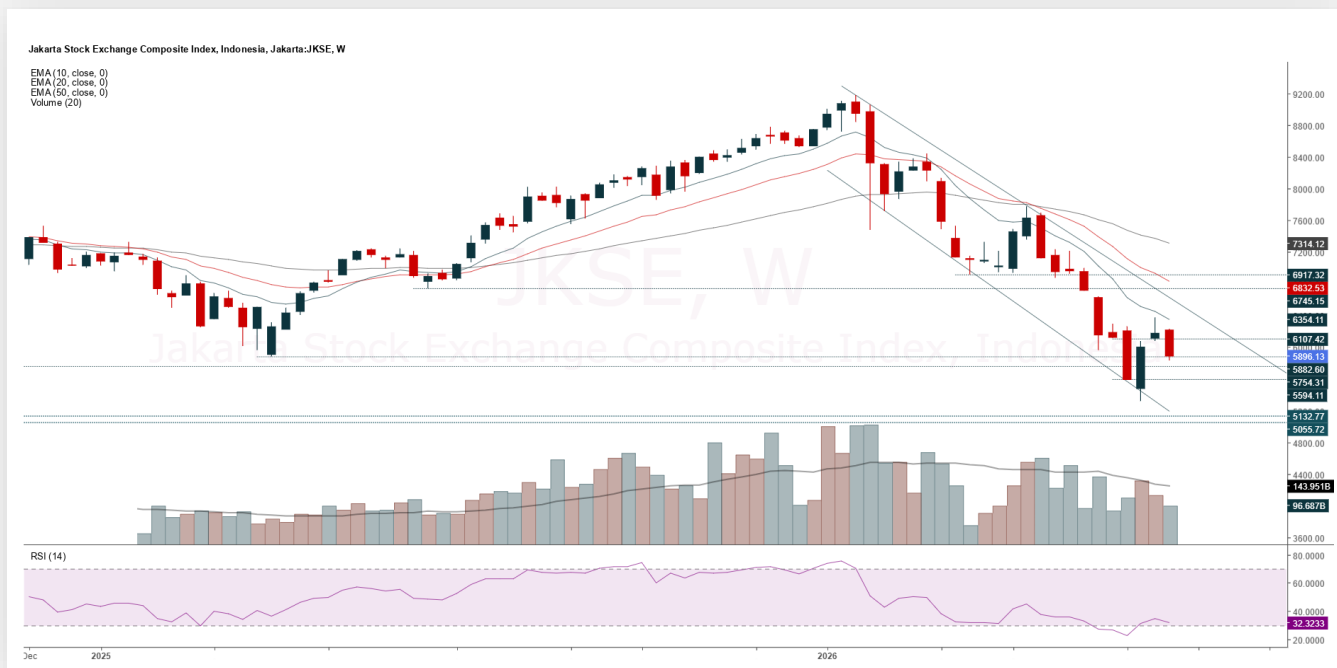 Jakarta Stock Exchange Composite Index, Indonesia, Jakarta:JKSE, W
EMA (10, close, 0)
EMA (20, close, 0)
EMA (50, close, 0)
Volume (20)
JKSE, W
Jakarta Stock Exchange Composite Index, Indonesia
9200.00
8800.00
8400.00
8000.00
7600.00
7314.12
7200.00
6917.32
6832.53
6745.15
6354.11
6107.42
5896.13
5882.60
5754.31
5594.11
5132.77
5055.72
4800.00
4400.00
143.951B
96.687B
3600.00
RSI (14)
80.0000
60.0000
40.0000
32.3233
20.0000
Dec
2025
2026